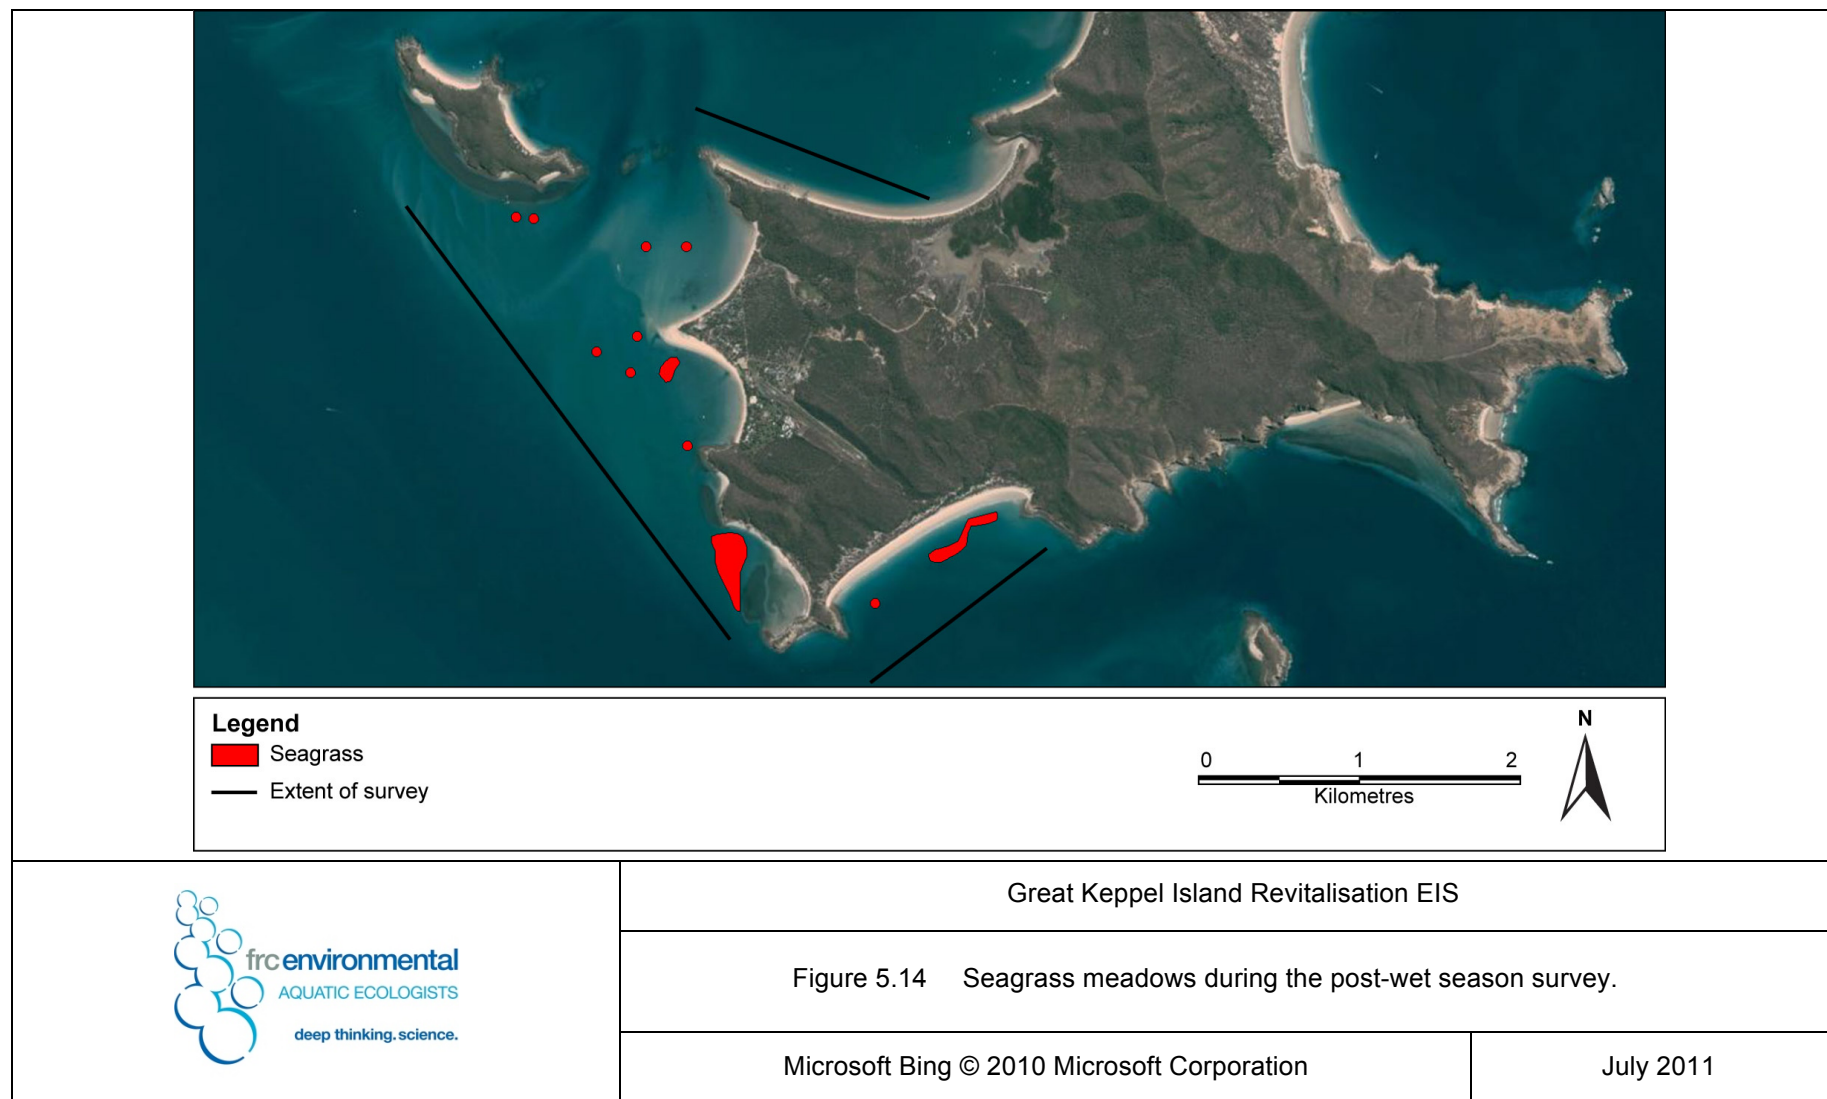 Legend
Seagrass
Extent of survey
0 1 2
Kilometres
N
frc environmental
AQUATIC ECOLOGISTS
deep thinking. science.
Great Keppel Island Revitalisation EIS
Figure 5.14 Seagrass meadows during the post-wet season survey.
Microsoft Bing © 2010 Microsoft Corporation
July 2011